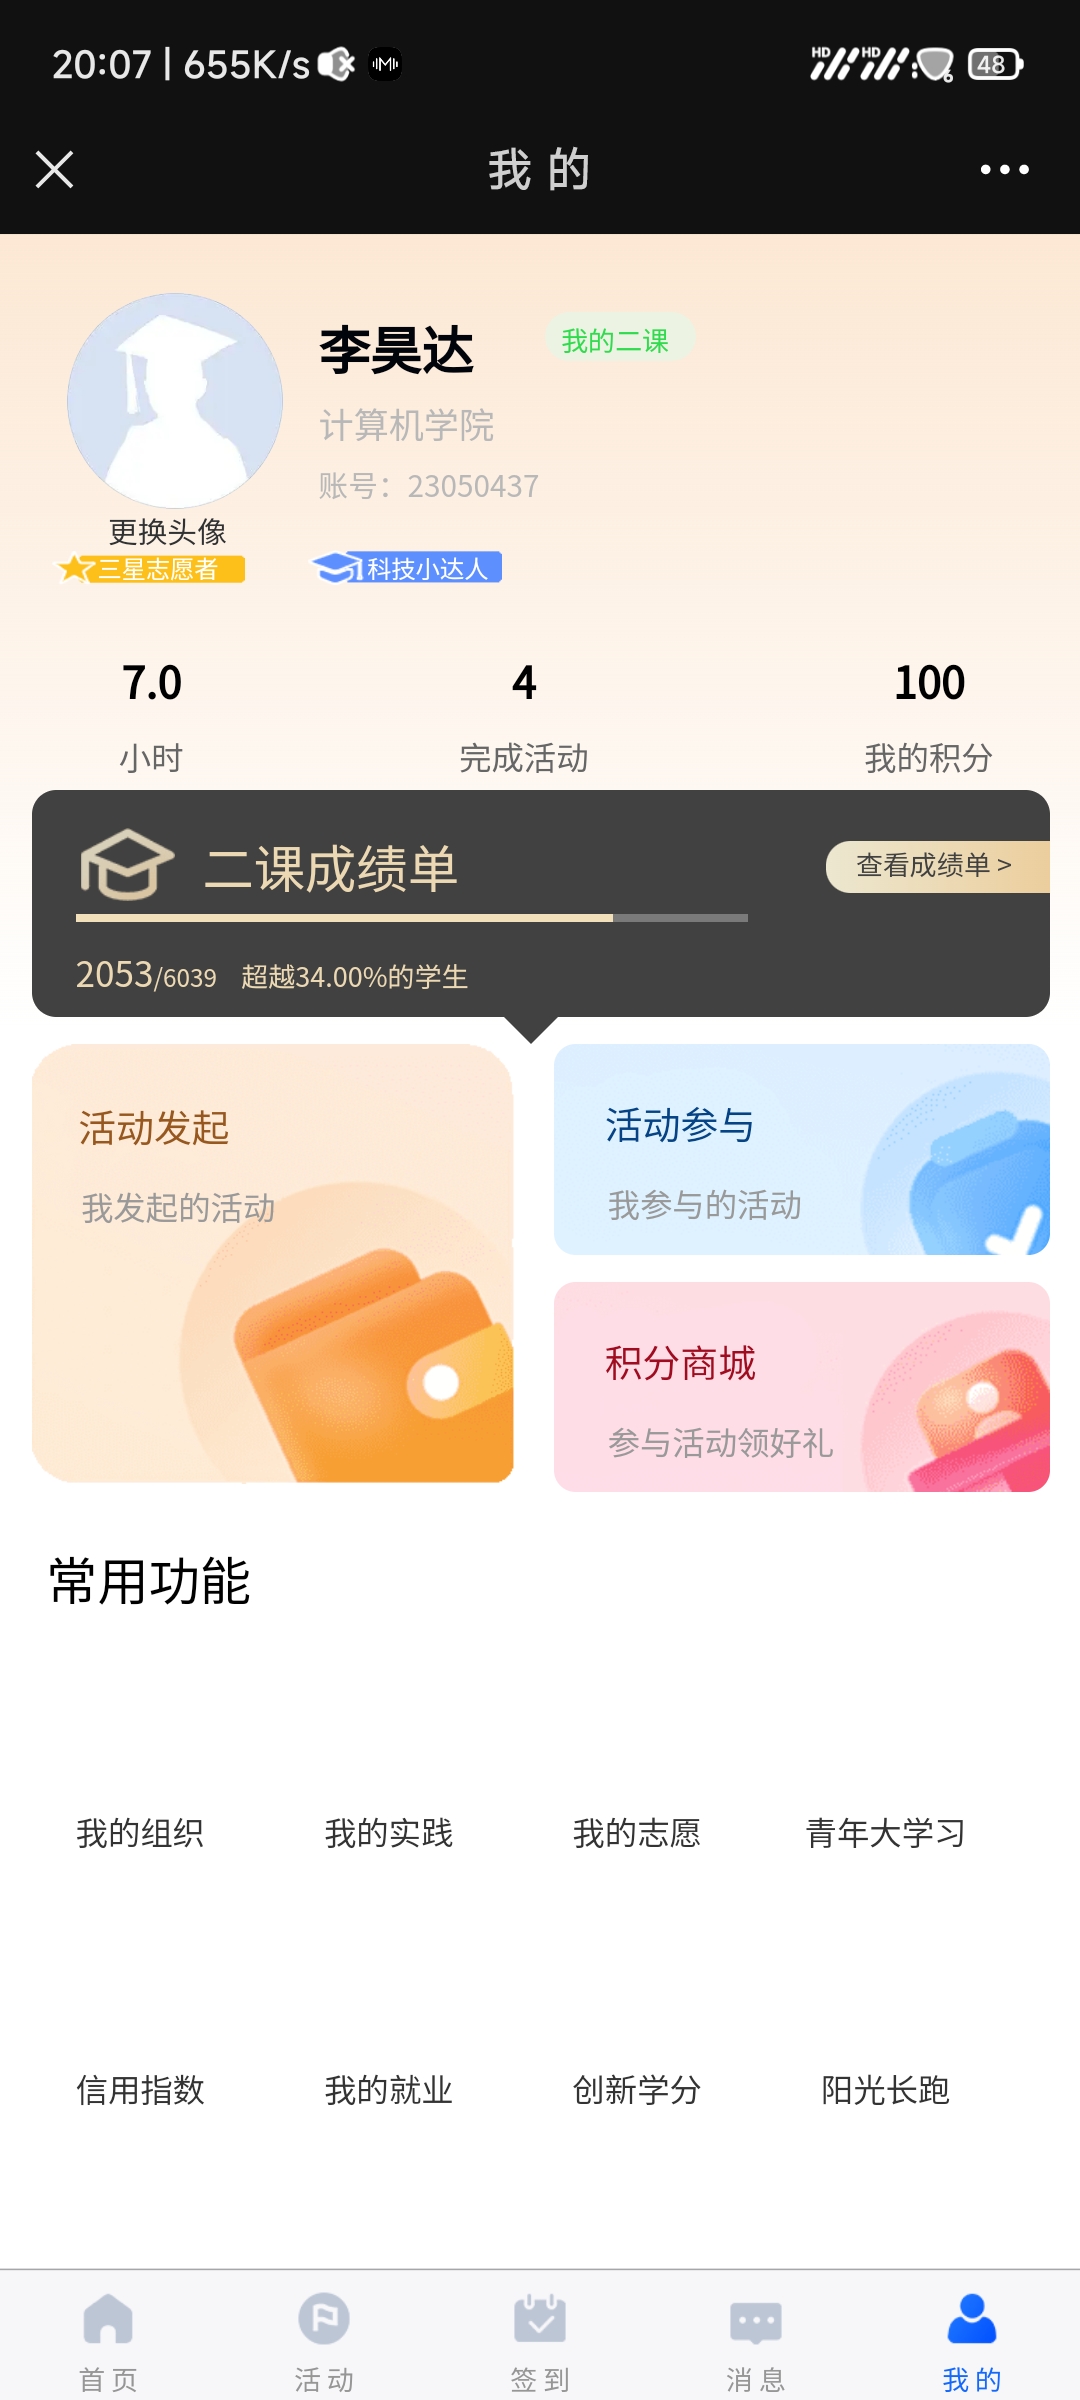 20:07 | 655K/s
HD HD 48
我的
李昊达
我的二课
计算机学院
账号：23050437
更换头像
三星志愿者 科技小达人
7.0 4 100
小时 完成活动 我的积分
二课成绩单
查看成绩单 >
2053/6039 超越34.00%的学生
活动发起
我发起的活动
活动参与
我参与的活动
积分商城
参与活动领好礼
常用功能
我的组织 我的实践 我的志愿 青年大学习
信用指数 我的就业 创新学分 阳光长跑
首页 活动 签到 消息 我的